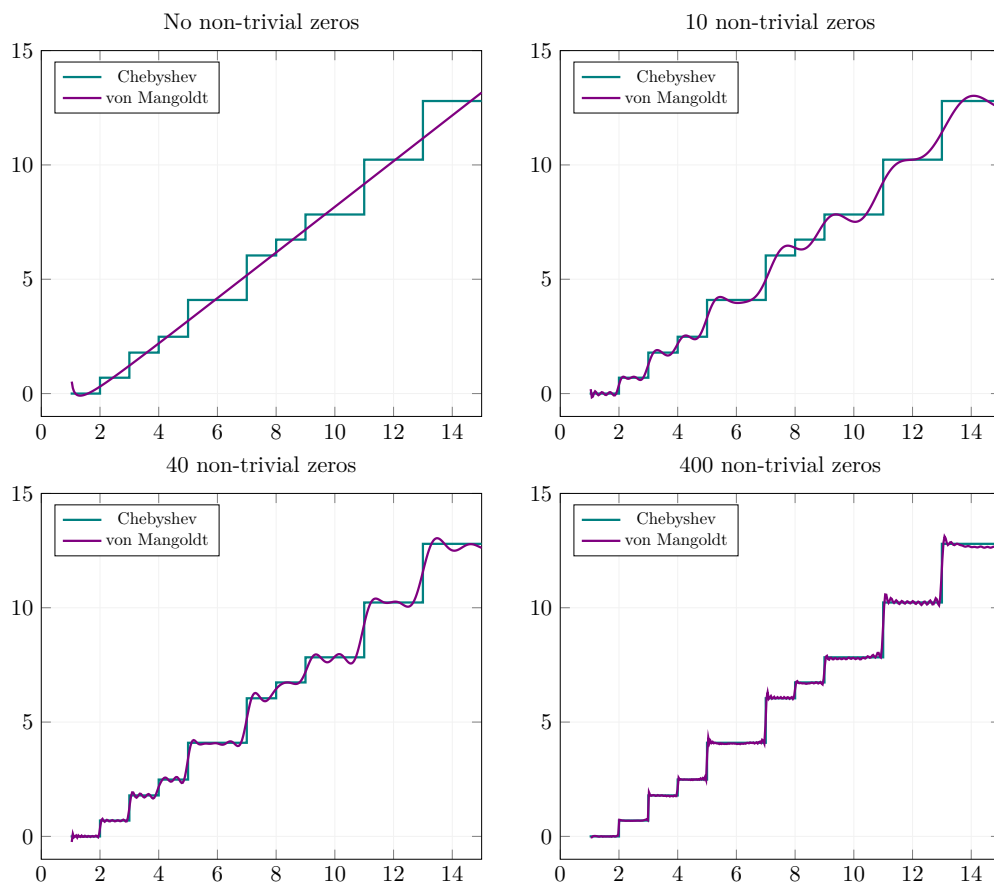 No non-trivial zeros
15
10
5
0
0 2 4 6 8 10 12 14
Chebyshev
von Mangoldt
10 non-trivial zeros
15
10
5
0
0 2 4 6 8 10 12 14
Chebyshev
von Mangoldt
40 non-trivial zeros
15
10
5
0
0 2 4 6 8 10 12 14
Chebyshev
von Mangoldt
400 non-trivial zeros
15
10
5
0
0 2 4 6 8 10 12 14
Chebyshev
von Mangoldt